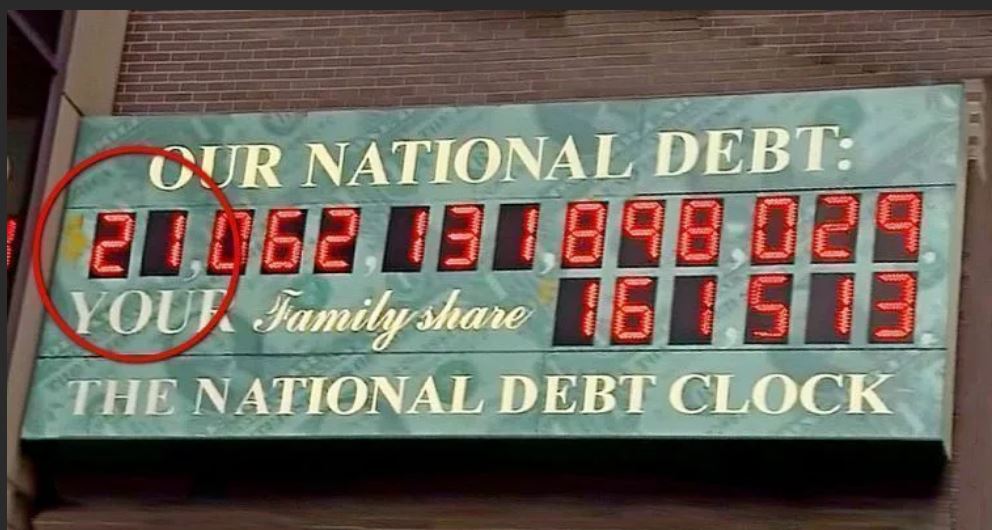 OUR NATIONAL DEBT:
$21,062,131,898,029.
YOUR Family share $161,513.
THE NATIONAL DEBT CLOCK